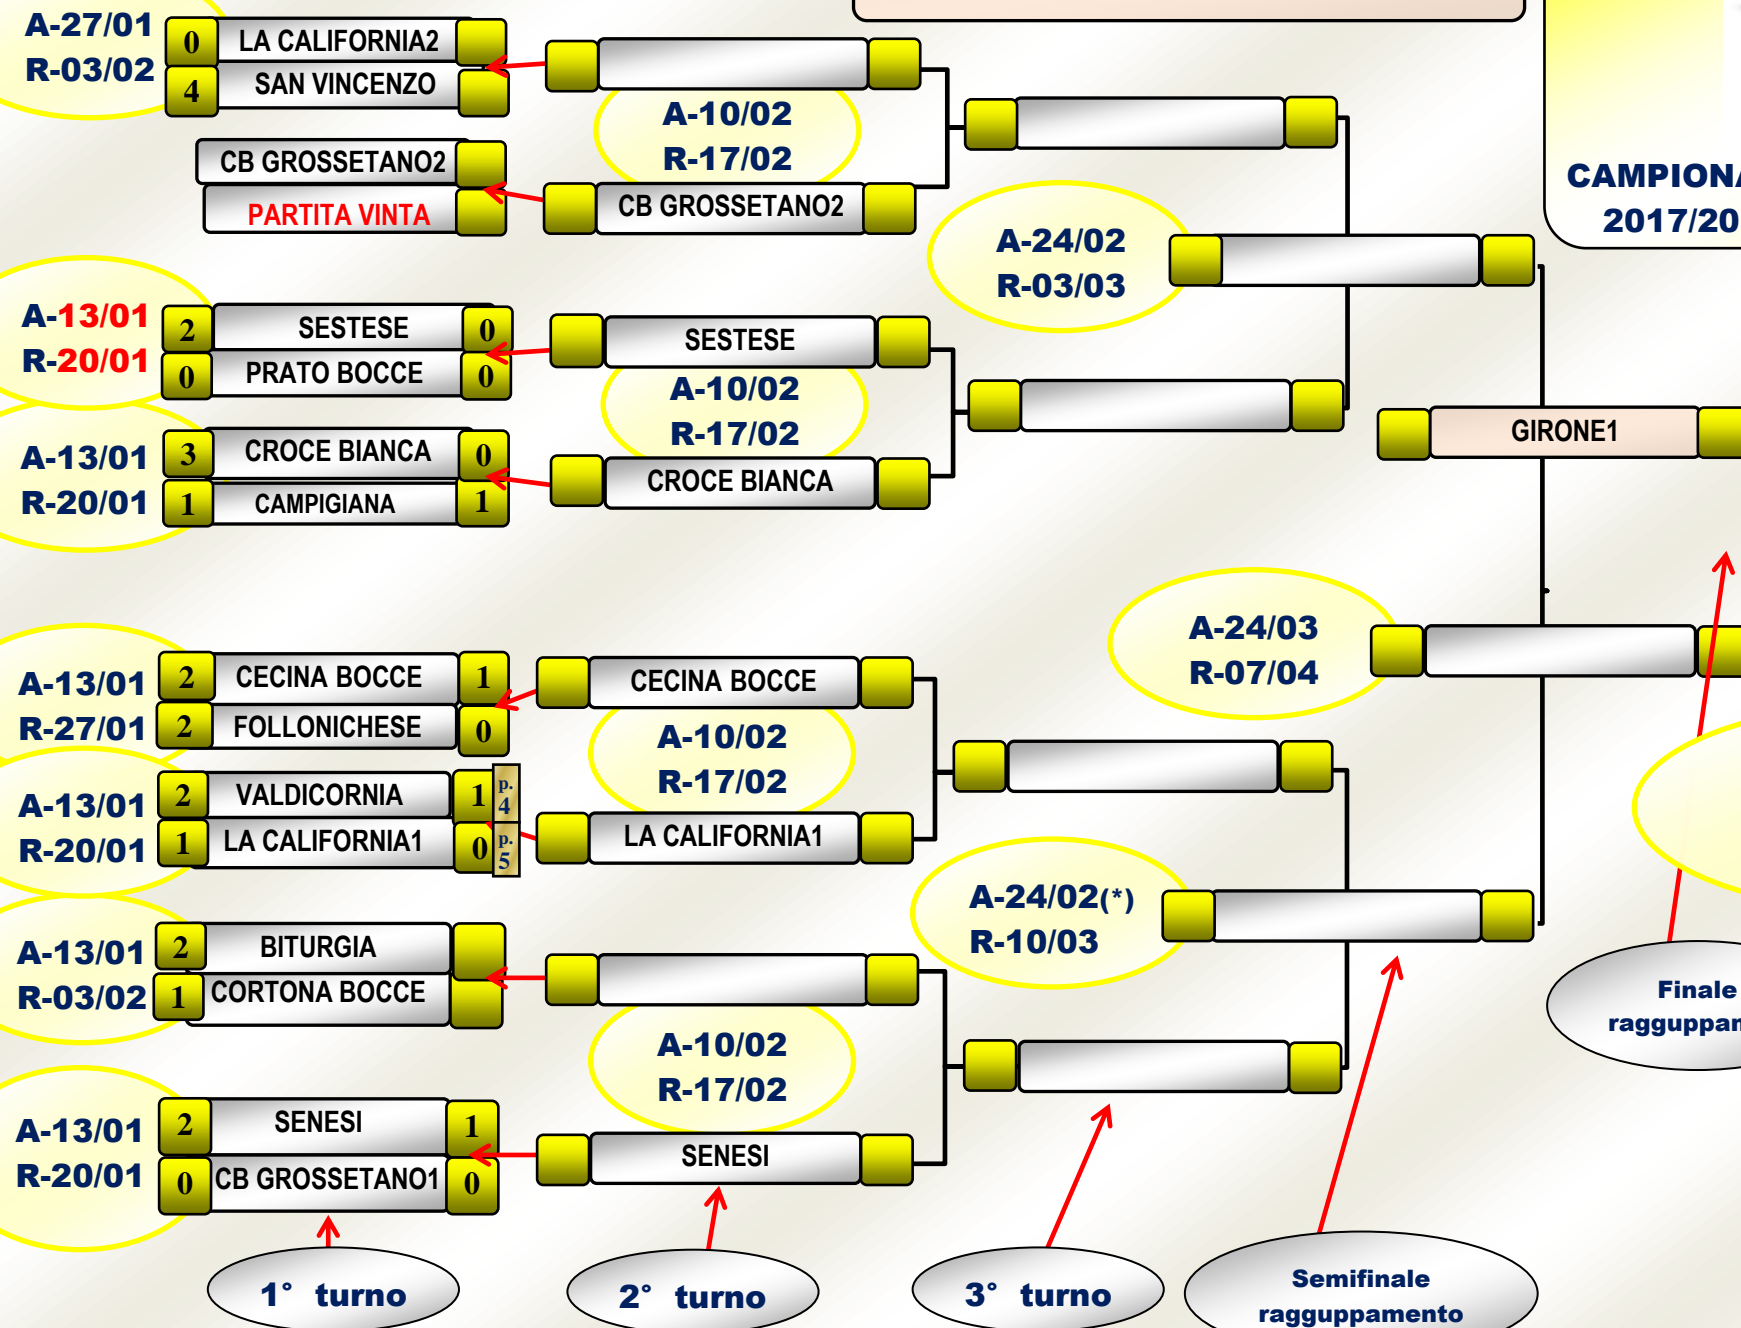 A-27/01
R-03/02
0 LA CALIFORNIA2
4 SAN VINCENZO
A-10/02
R-17/02
CB GROSSETANO2
PARTITA VINTA
CB GROSSETANO2
CAMPIONA
2017/20
A-24/02
R-03/03
A-13/01
R-20/01
2 SESTESE 0
0 PRATO BOCCE 0
SESTESE
A-10/02
R-17/02
A-13/01
R-20/01
3 CROCE BIANCA 0
1 CAMPIGIANA 1
CROCE BIANCA
GIRONE1
A-24/03
R-07/04
A-13/01
R-27/01
2 CECINA BOCCE 1
2 FOLLONICHESE 0
CECINA BOCCE
A-10/02
R-17/02
A-13/01
R-20/01
2 VALDICORNIA 1 p. 4
1 LA CALIFORNIA1 0 p. 5
LA CALIFORNIA1
A-24/02(*)
R-10/03
A-13/01
R-03/02
2 BITURGIA
1 CORTONA BOCCE
A-10/02
R-17/02
Finale
ragguppam
A-13/01
R-20/01
2 SENESI 1
0 CB GROSSETANO1 0
SENESI
1° turno
2° turno
3° turno
Semifinale
ragguppamento